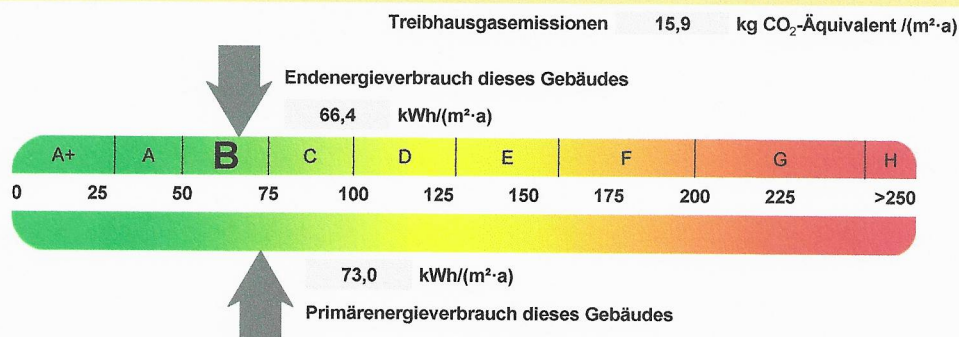 Treibhausgasemissionen 15,9 kg CO₂-Äquivalent /(m²·a)
Endenergieverbrauch dieses Gebäudes
66,4 kWh/(m²·a)
A+ A B C D E F G H
0 25 50 75 100 125 150 175 200 225 >250
73,0 kWh/(m²·a)
Primärenergieverbrauch dieses Gebäudes